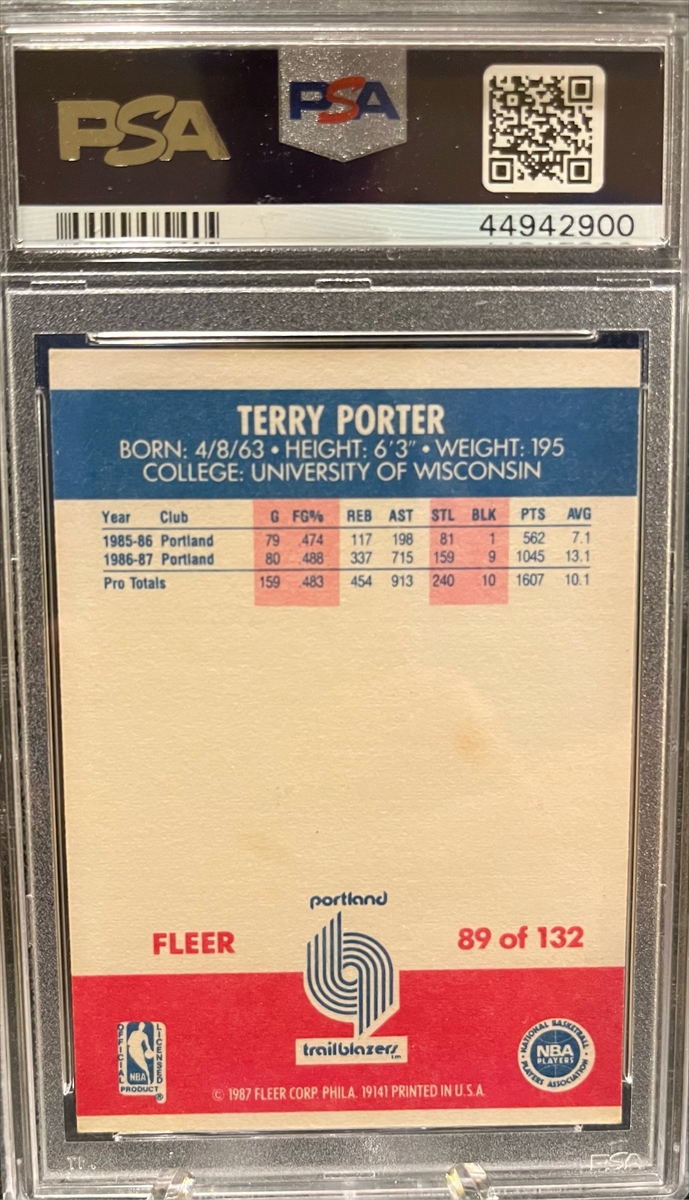 PSA PSA
44942900
TERRY PORTER
BORN: 4/8/63 • HEIGHT: 6'3" • WEIGHT: 195
COLLEGE: UNIVERSITY OF WISCONSIN
Year Club G FG% REB AST STL BLK PTS AVG
1985-86 Portland 79 .474 117 198 81 1 562 7.1
1986-87 Portland 80 .488 337 715 159 9 1045 13.1
Pro Totals 159 .483 454 913 240 10 1607 10.1
portland
FLEER 89 of 132
trailblazers TM
OFFICIAL LICENSED
NBA
PRODUCT ®
NATIONAL BASKETBALL
NBA
PLAYERS
PLAYERS ASSOCIATION
© 1987 FLEER CORP. PHILA. 19141 PRINTED IN U.S.A.
PSA